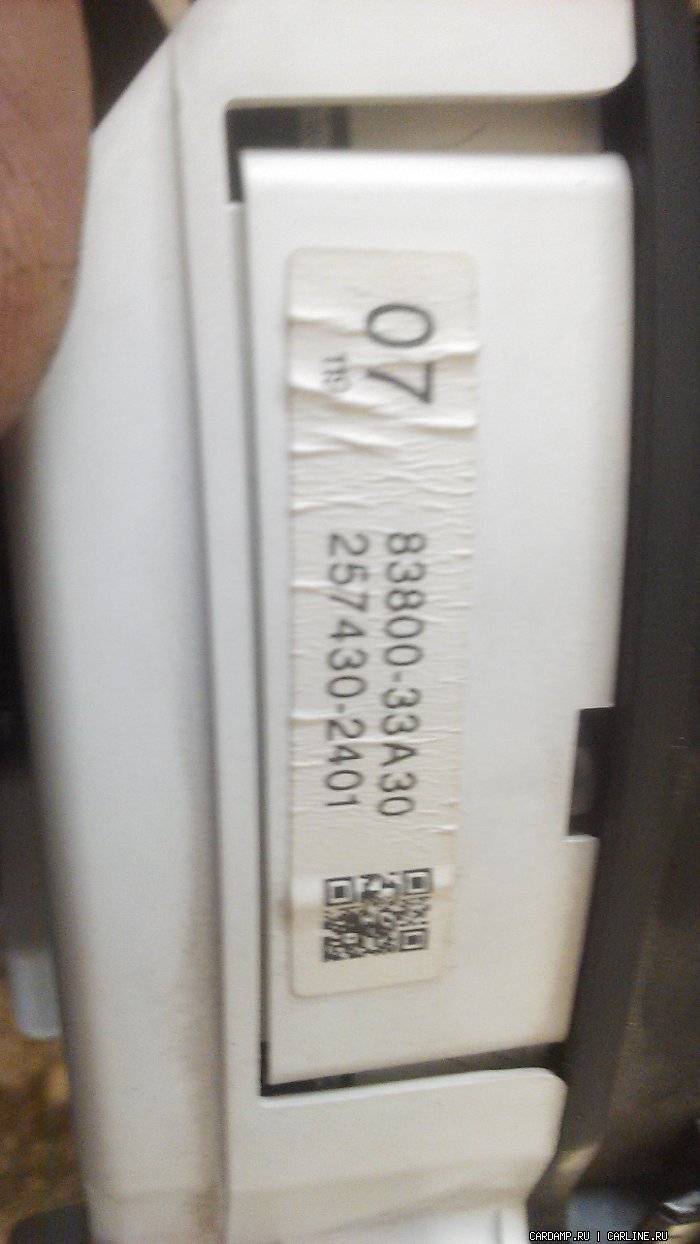 07
83800-33A30
257430-2401
CARDAMP.RU | CARLINE.RU